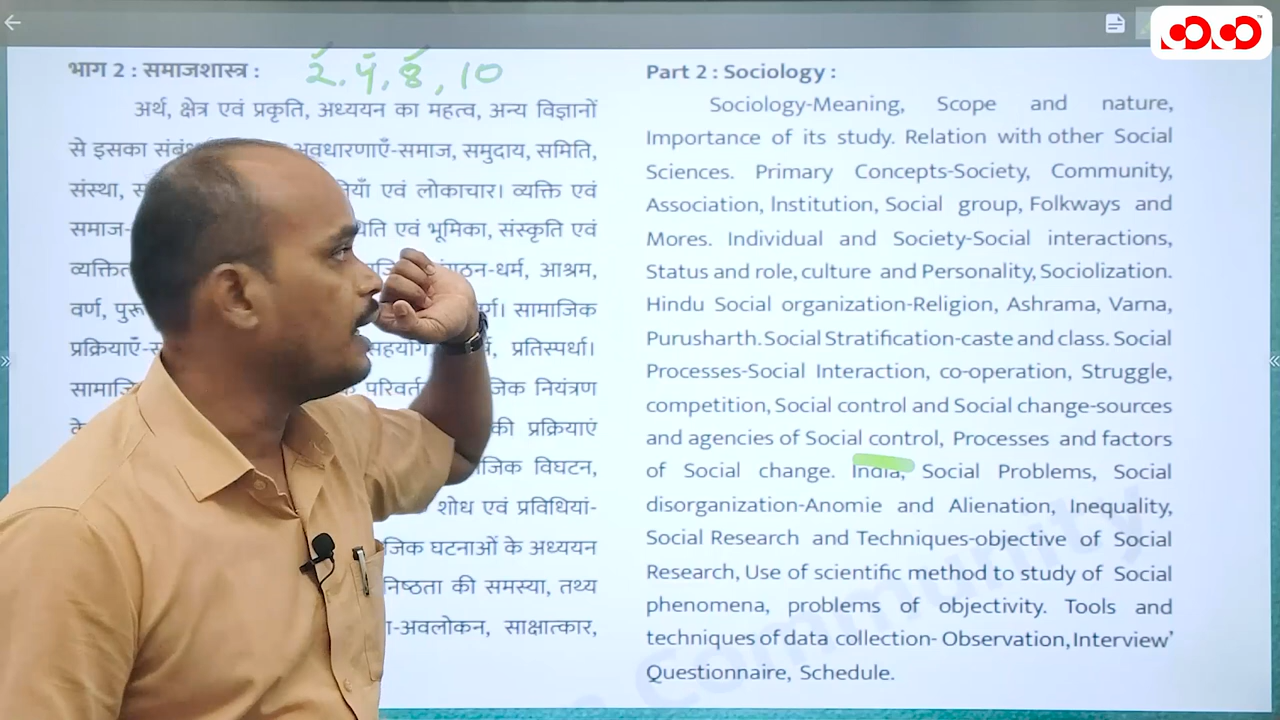 भाग 2 : समाजशास्त्र : 2, 4, 8, 10
अर्थ, क्षेत्र एवं प्रकृति, अध्ययन का महत्व, अन्य विज्ञानों
से इसका अवधारणाएँ-समाज, समुदाय, समिति,
संस्था, एवं लोकाचार। व्यक्ति एवं
समाज- एवं भूमिका, संस्कृति एवं
धर्म, आश्रम,
वर्ण, सामाजिक
प्रक्रियाएँ- प्रतिस्पर्धा।
नियंत्रण
की प्रक्रियाएं
विघटन,
शोध एवं प्रविधियां-
घटनाओं के अध्ययन
की समस्या, तथ्य
अवलोकन, साक्षात्कार,
Part 2 : Sociology :
Sociology-Meaning, Scope and nature,
Importance of its study. Relation with other Social
Sciences. Primary Concepts-Society, Community,
Association, Institution, Social group, Folkways and
Mores. Individual and Society-Social interactions,
Status and role, culture and Personality, Sociolization.
Hindu Social organization-Religion, Ashrama, Varna,
Purusharth. Social Stratification-caste and class. Social
Processes-Social Interaction, co-operation, Struggle,
competition, Social control and Social change-sources
and agencies of Social control, Processes and factors
of Social change. India, Social Problems, Social
disorganization-Anomie and Alienation, Inequality,
Social Research and Techniques-objective of Social
Research, Use of scientific method to study of Social
phenomena, problems of objectivity. Tools and
techniques of data collection- Observation, Interview’
Questionnaire, Schedule.
Community